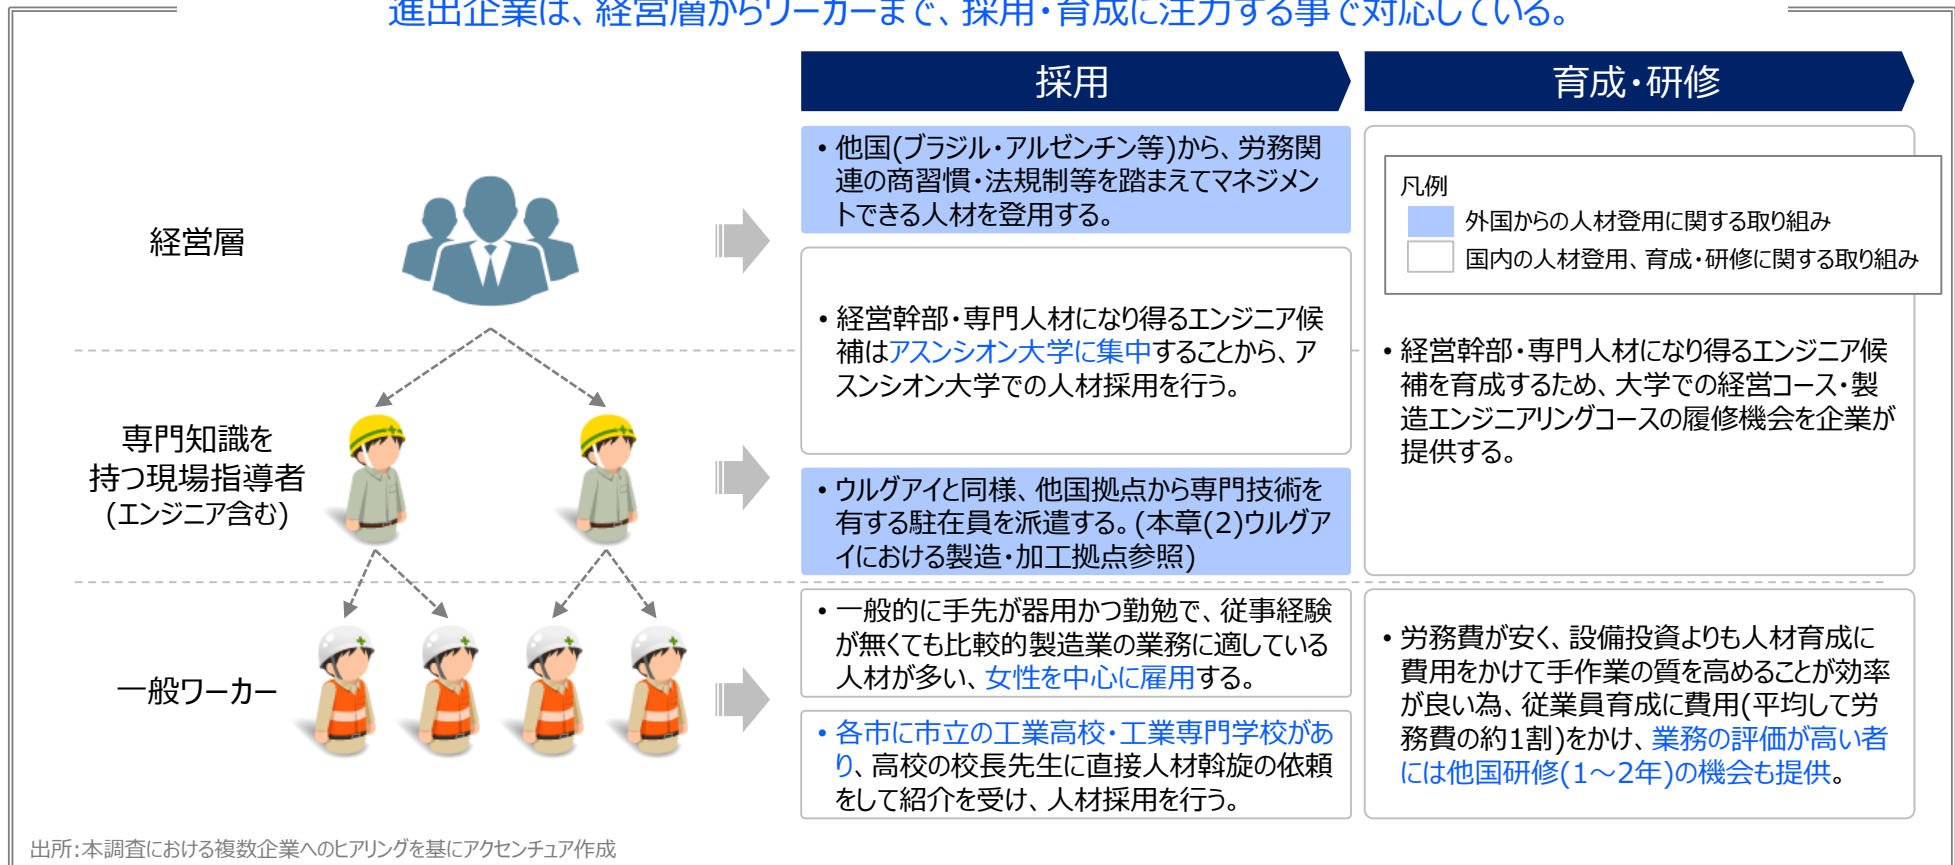 進出企業は、経営層からワーカーまで、採用・育成に注力する事で対応している。
採用
育成・研修
経営層
・他国(ブラジル・アルゼンチン等)から、労務関
連の商習慣・法規制等を踏まえてマネジメン
トできる人材を登用する。
凡例
外国からの人材登用に関する取り組み
国内の人材登用、育成・研修に関する取り組み
・経営幹部・専門人材になり得るエンジニア候
補はアスンシオン大学に集中することから、ア
スンシオン大学での人材採用を行う。
・経営幹部・専門人材になり得るエンジニア候
補を育成するため、大学での経営コース・製
造エンジニアリングコースの履修機会を企業が
提供する。
専門知識を
持つ現場指導者
(エンジニア含む)
・ウルグアイと同様、他国拠点から専門技術を
有する駐在員を派遣する。(本章(2)ウルグア
イにおける製造・加工拠点参照)
一般ワーカー
・一般的に手先が器用かつ勤勉で、従事経験
が無くても比較的製造業の業務に適している
人材が多い、女性を中心に雇用する。
・各市に市立の工業高校・工業専門学校があ
り、高校の校長先生に直接人材斡旋の依頼
をして紹介を受け、人材採用を行う。
・労務費が安く、設備投資よりも人材育成に
費用をかけて手作業の質を高めることが効率
が良い為、従業員育成に費用(平均して労
務費の約1割)をかけ、業務の評価が高い者
には他国研修(1～2年)の機会も提供。
出所:本調査における複数企業へのヒアリングを基にアクセンチュア作成